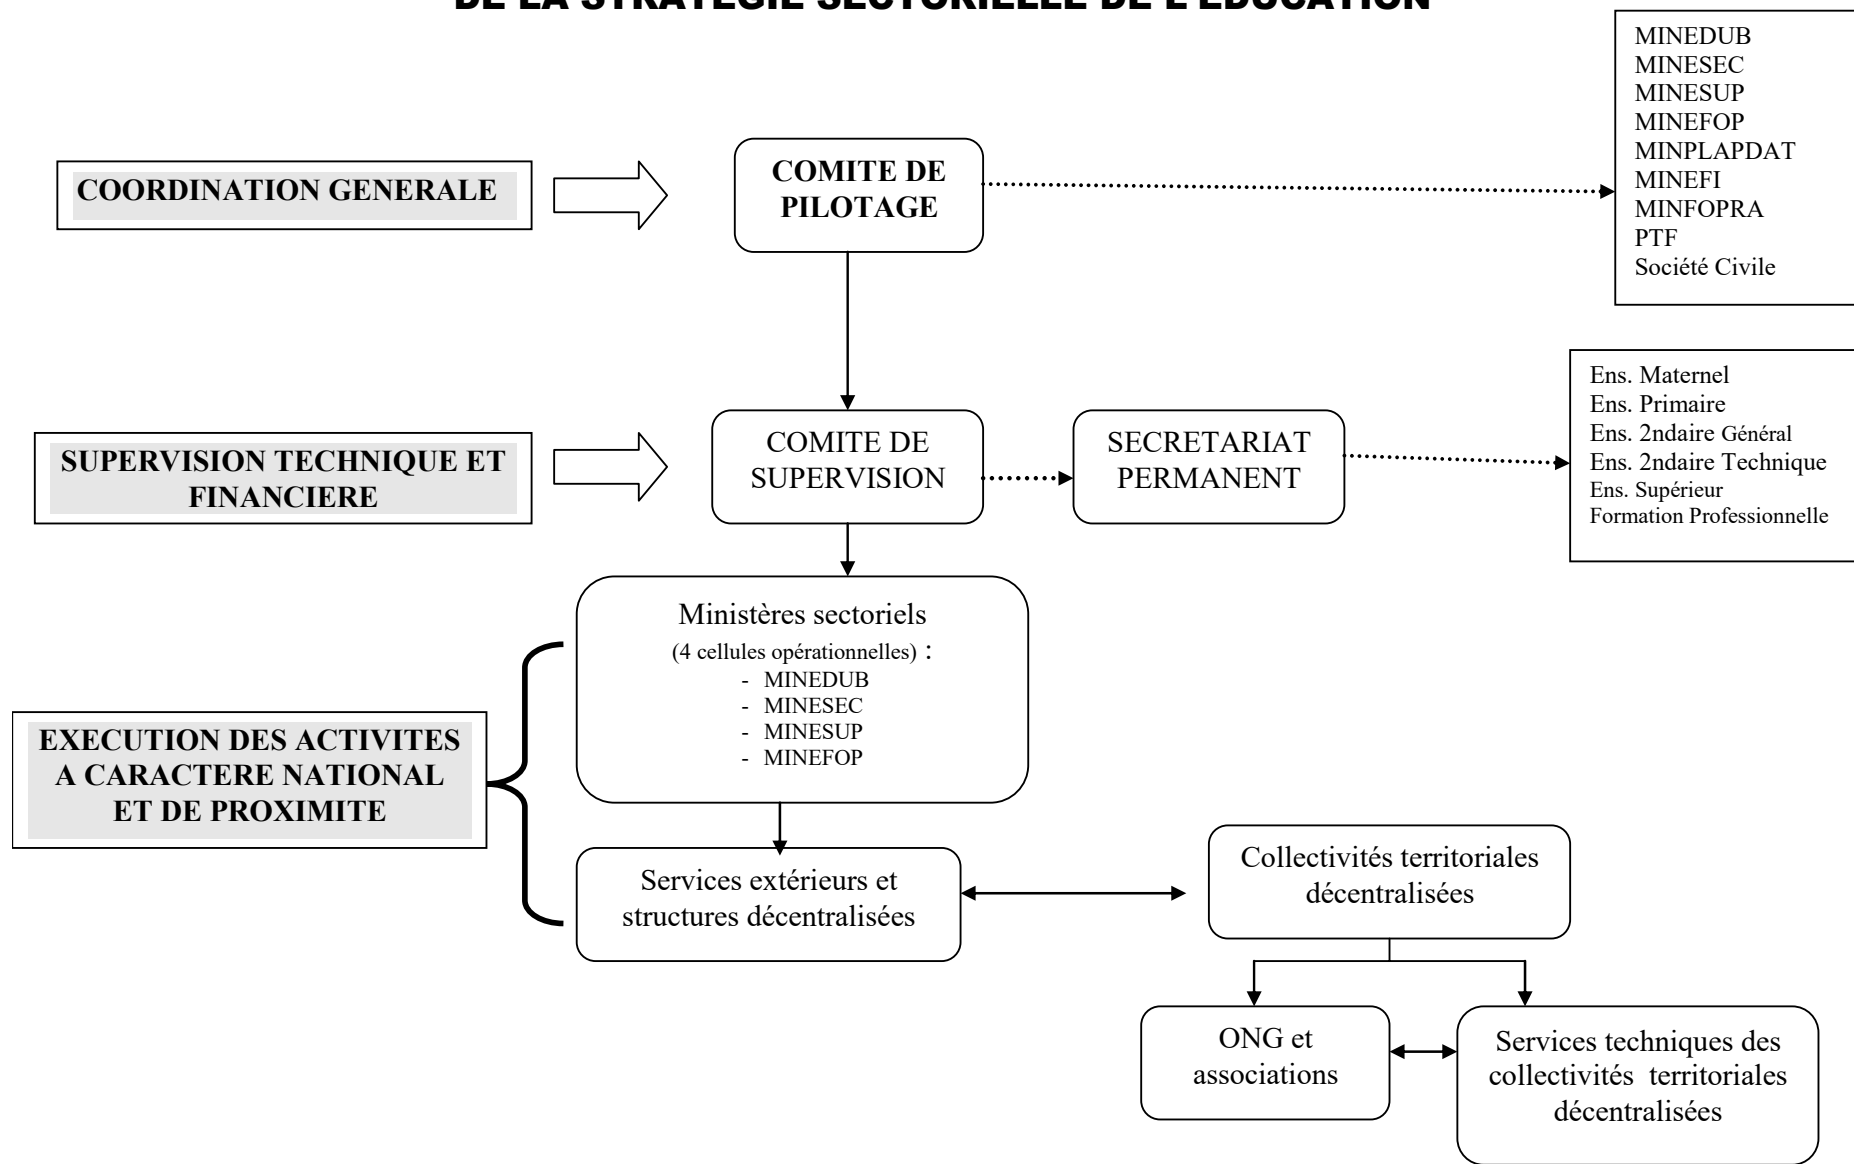 DE LA STRATEGIE SECTORIELLE DE L'EDUCATION
MINEDUB
MINESEC
MINESUP
MINEFOP
MINPLAPDAT
MINEFI
MINFOPRA
PTF
Société Civile
COORDINATION GENERALE
COMITE DE
PILOTAGE
SUPERVISION TECHNIQUE ET
FINANCIERE
COMITE DE
SUPERVISION
SECRETARIAT
PERMANENT
Ens. Maternel
Ens. Primaire
Ens. 2ndaire Général
Ens. 2ndaire Technique
Ens. Supérieur
Formation Professionnelle
Ministères sectoriels
(4 cellules opérationnelles) :
- MINEDUB
- MINESEC
- MINESUP
- MINEFOP
EXECUTION DES ACTIVITES
A CARACTERE NATIONAL
ET DE PROXIMITE
Services extérieurs et
structures décentralisées
Collectivités territoriales
décentralisées
ONG et
associations
Services techniques des
collectivités territoriales
décentralisées